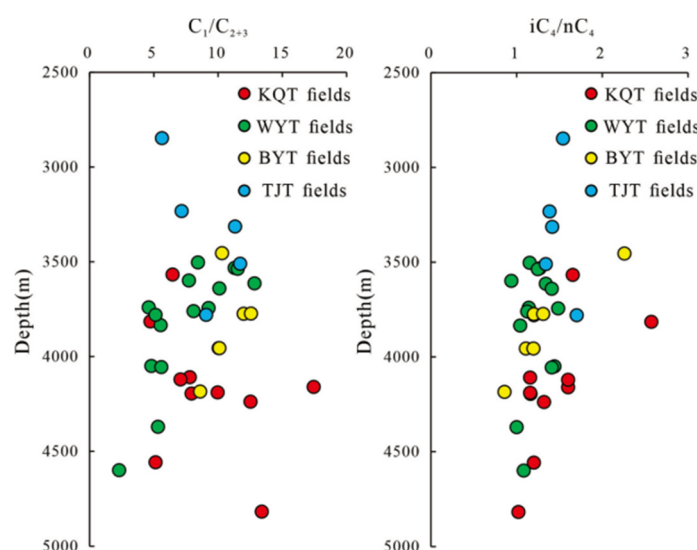 C₁/C₂₊₃
0 5 10 15 20
2500
3000
3500
4000
4500
5000
Depth(m)
KQT fields
WYT fields
BYT fields
TJT fields
iC₄/nC₄
0 1 2 3
2500
3000
3500
4000
4500
5000
Depth(m)
KQT fields
WYT fields
BYT fields
TJT fields